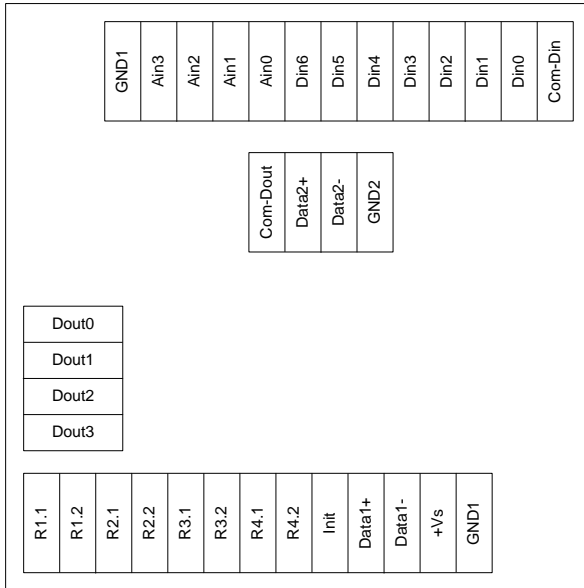 GND1 Ain3 Ain2 Ain1 Ain0 Din6 Din5 Din4 Din3 Din2 Din1 Din0 Com-Din
Com-Dout Data2+ Data2- GND2
Dout0
Dout1
Dout2
Dout3
R1.1 R1.2 R2.1 R2.2 R3.1 R3.2 R4.1 R4.2 Init Data1+ Data1- +Vs GND1